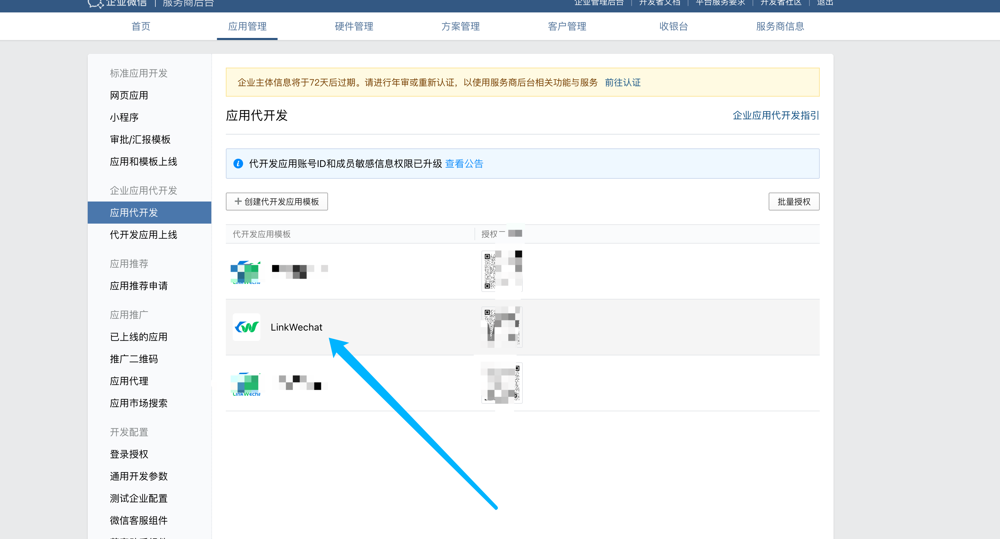 企业微信 | 服务商后台
企业管理后台 | 开发者文档 | 平台服务要求 | 开发者社区 | 退出
首页 应用管理 硬件管理 方案管理 客户管理 收银台 服务商信息
标准应用开发
网页应用
小程序
审批/汇报模板
应用和模板上线
企业应用代开发
应用代开发
代开发应用上线
应用推荐
应用推荐申请
应用推广
已上线的应用
推广二维码
应用代理
应用市场搜索
开发配置
登录授权
通用开发参数
测试企业配置
微信客服组件
企业主体信息将于72天后过期。请进行年审或重新认证，以使用服务商后台相关功能与服务 前往认证
应用代开发
企业应用代开发指引
代开发应用账号ID和成员敏感信息权限已升级 查看公告
+ 创建代开发应用模板
批量授权
代开发应用模板
授权
LinkWechat
LinkWechat